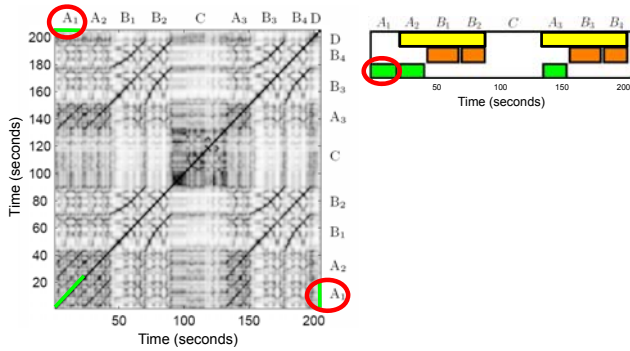 A1 A2 B1 B2 C A3 B3 B4 D
200
180
160
140
120
100
80
60
40
20
Time (seconds)
D
B4
B3
A3
C
B2
B1
A2
A1
50 100 150 200
Time (seconds)
A1 A2 B1 B2 C A3 B3 B4
50 100 150 200
Time (seconds)